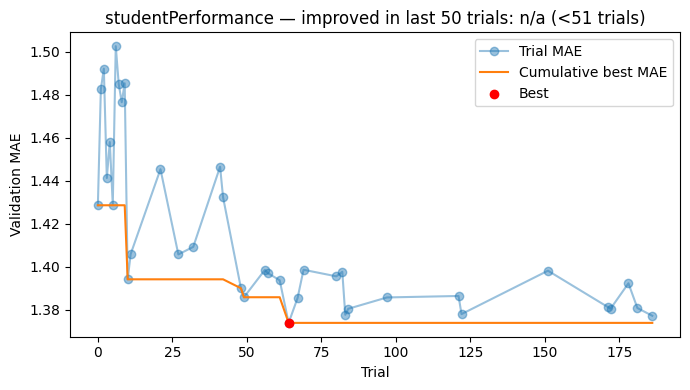 studentPerformance — improved in last 50 trials: n/a (<51 trials)
Trial MAE
Cumulative best MAE
Best
Validation MAE
1.50
1.48
1.46
1.44
1.42
1.40
1.38
0 25 50 75 100 125 150 175
Trial